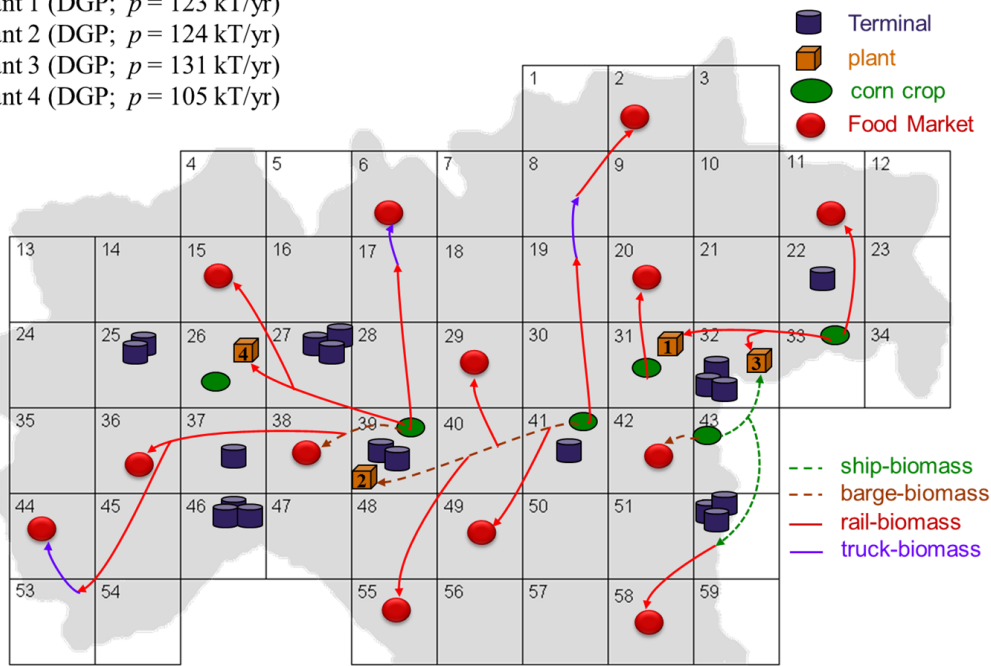 ant 1 (DGP; p = 123 kT/yr)
ant 2 (DGP; p = 124 kT/yr)
ant 3 (DGP; p = 131 kT/yr)
ant 4 (DGP; p = 105 kT/yr)
Terminal
plant
corn crop
Food Market
1 2 3
4 5 6 7 8 9 10 11 12
13 14 15 16 17 18 19 20 21 22 23
24 25 26 27 28 29 30 31 32 33 34
4 1 3
35 36 37 38 39 40 41 42 43
2
44 45 46 47 48 49 50 51
53 54 55 56 57 58 59
ship-biomass
barge-biomass
rail-biomass
truck-biomass